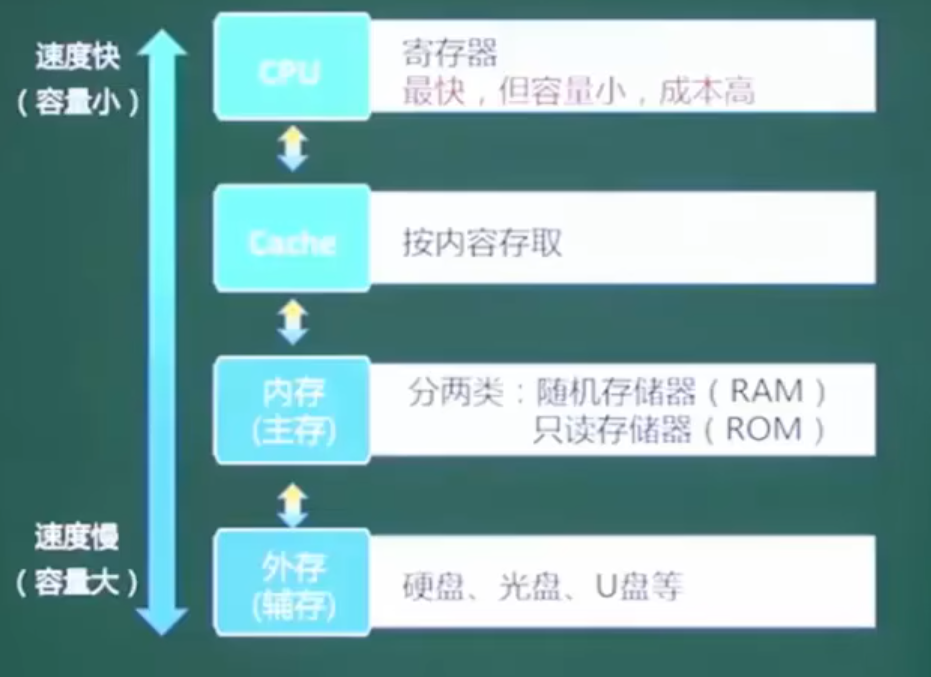 速度快
（容量小）
CPU
寄存器
最快，但容量小，成本高
Cache
按内容存取
内存
(主存)
分两类：随机存储器（RAM）
只读存储器（ROM）
速度慢
（容量大）
外存
(辅存)
硬盘、光盘、U盘等